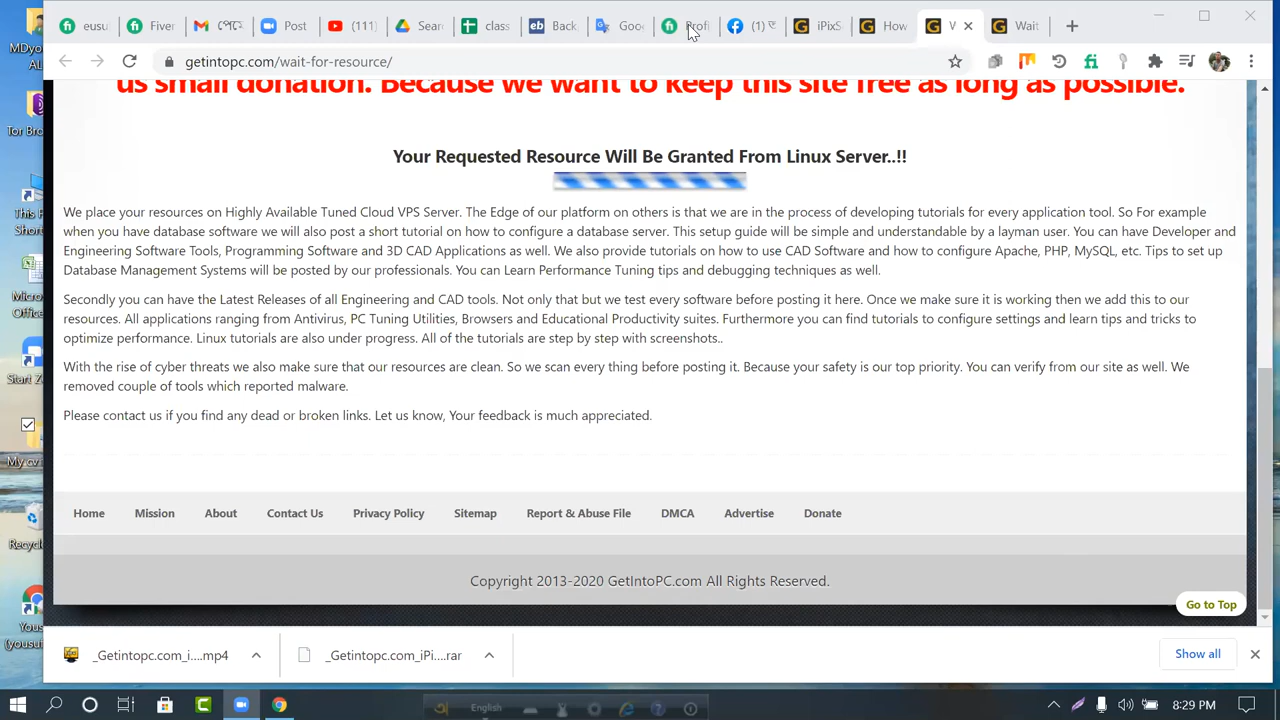 eusu
Fiver
Post
(111)
Sear
class
Back
Goo
Prot
(1)
iPixS
How
Wait
getintopc.com/wait-for-resource/
us small donation. Because we want to keep this site free as long as possible.
Your Requested Resource Will Be Granted From Linux Server..!!
We place your resources on Highly Available Tuned Cloud VPS Server. The Edge of our platform on others is that we are in the process of developing tutorials for every application tool. So For example
when you have database software we will also post a short tutorial on how to configure a database server. This setup guide will be simple and understandable by a layman user. You can have Developer and
Engineering Software Tools, Programming Software and 3D CAD Applications as well. We also provide tutorials on how to use CAD Software and how to configure Apache, PHP, MySQL, etc. Tips to set up
Database Management Systems will be posted by our professionals. You can Learn Performance Tuning tips and debugging techniques as well.
Secondly you can have the Latest Releases of all Engineering and CAD tools. Not only that but we test every software before posting it here. Once we make sure it is working then we add this to our
resources. All applications ranging from Antivirus, PC Tuning Utilities, Browsers and Educational Productivity suites. Furthermore you can find tutorials to configure settings and learn tips and tricks to
optimize performance. Linux tutorials are also under progress. All of the tutorials are step by step with screenshots..
With the rise of cyber threats we also make sure that our resources are clean. So we scan every thing before posting it. Because your safety is our top priority. You can verify from our site as well. We
removed couple of tools which reported malware.
Please contact us if you find any dead or broken links. Let us know, Your feedback is much appreciated.
Home Mission About Contact Us Privacy Policy Sitemap Report & Abuse File DMCA Advertise Donate
Copyright 2013-2020 GetIntoPC.com All Rights Reserved.
Go to Top
_Getintopc.com_i....mp4
_Getintopc.com_iPi....rar
Show all
MDyo
AL
Tor Bro
This
Micro
Office
Start Z
My cv
Recyc
Yous
(yousuf
English
8:29 PM